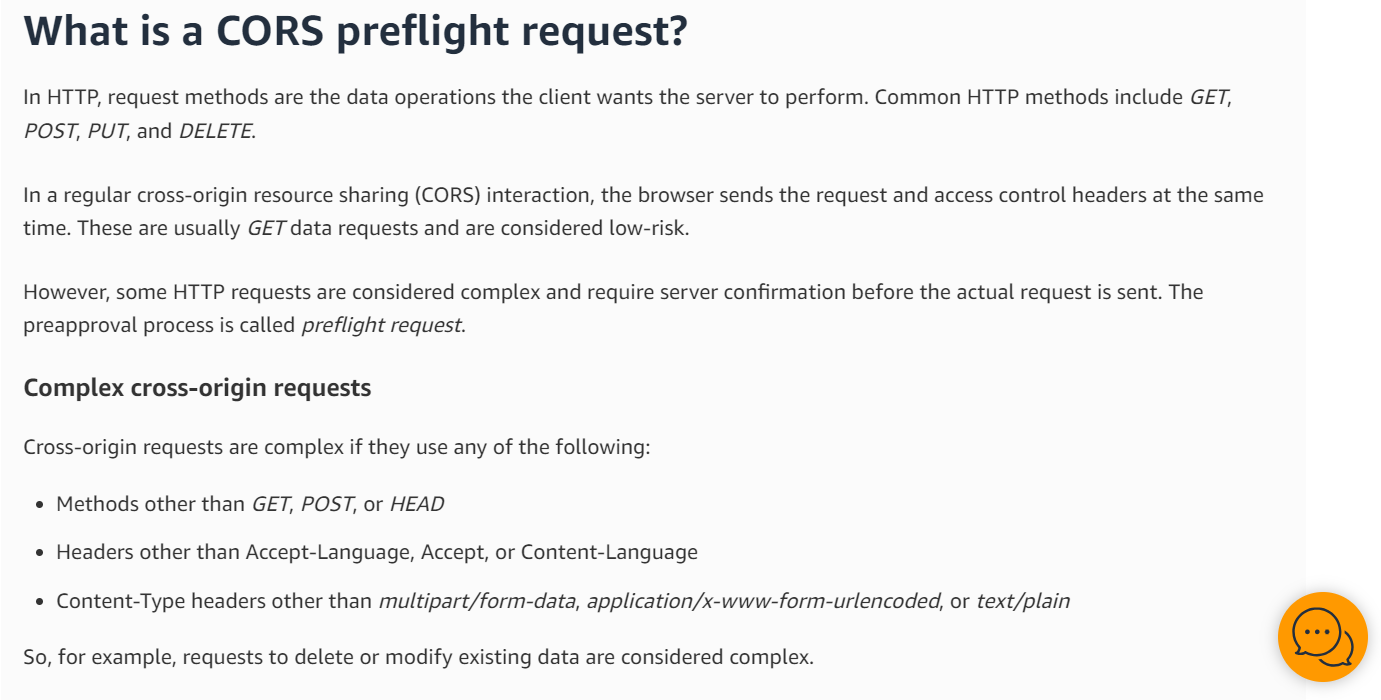 What is a CORS preflight request?
In HTTP, request methods are the data operations the client wants the server to perform. Common HTTP methods include GET,
POST, PUT, and DELETE.
In a regular cross-origin resource sharing (CORS) interaction, the browser sends the request and access control headers at the same
time. These are usually GET data requests and are considered low-risk.
However, some HTTP requests are considered complex and require server confirmation before the actual request is sent. The
preapproval process is called preflight request.
Complex cross-origin requests
Cross-origin requests are complex if they use any of the following:
• Methods other than GET, POST, or HEAD
• Headers other than Accept-Language, Accept, or Content-Language
• Content-Type headers other than multipart/form-data, application/x-www-form-urlencoded, or text/plain
So, for example, requests to delete or modify existing data are considered complex.